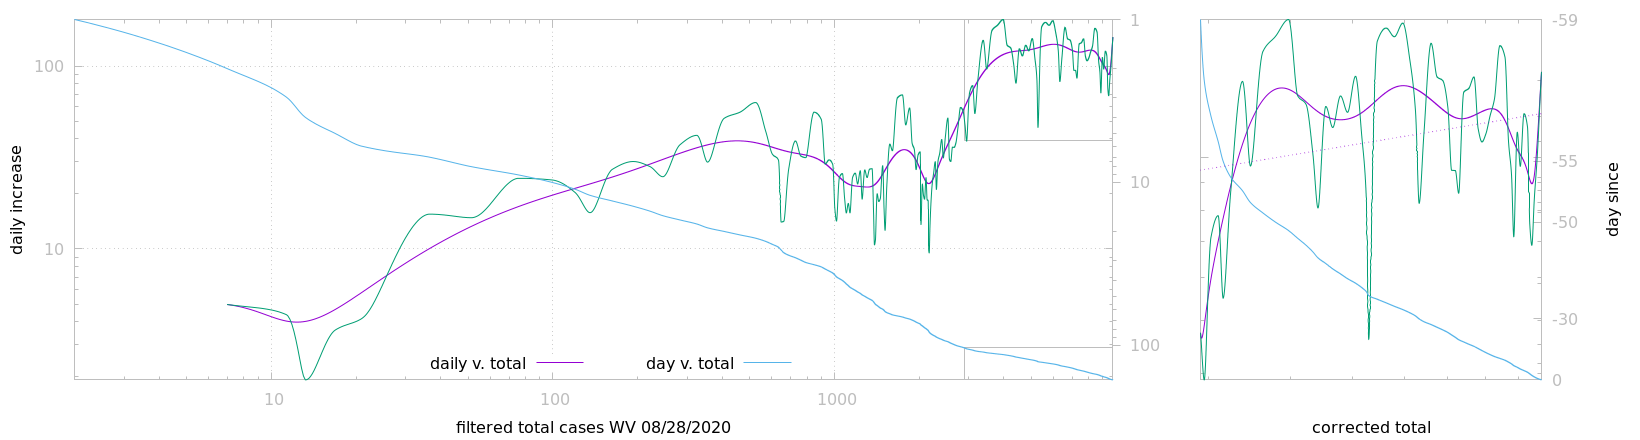 100
10
daily increase
daily v. total
day v. total
10
100
1000
filtered total cases WV 08/28/2020
1
10
100
-59
-55
-50
-30
0
day since
corrected total